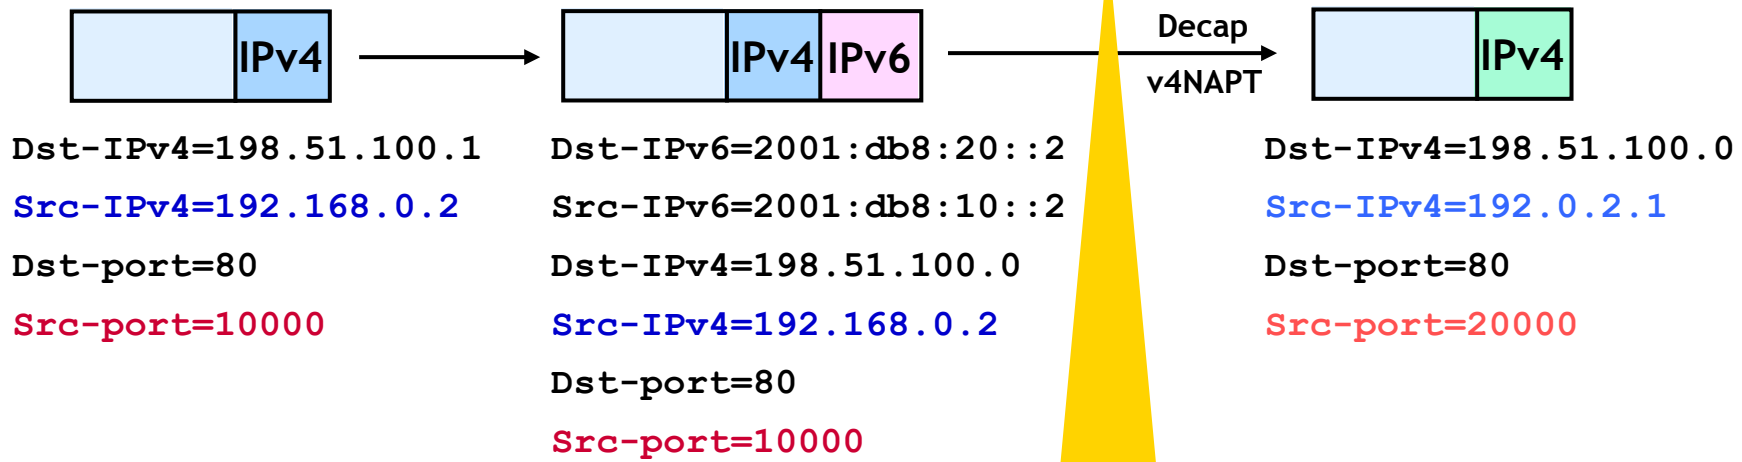 IPv4
IPv4 IPv6
Decap
v4NAPT
IPv4
Dst-IPv4=198.51.100.1
Src-IPv4=192.168.0.2
Dst-port=80
Src-port=10000
Dst-IPv6=2001:db8:20::2
Src-IPv6=2001:db8:10::2
Dst-IPv4=198.51.100.0
Src-IPv4=192.168.0.2
Dst-port=80
Src-port=10000
Dst-IPv4=198.51.100.0
Src-IPv4=192.0.2.1
Dst-port=80
Src-port=20000